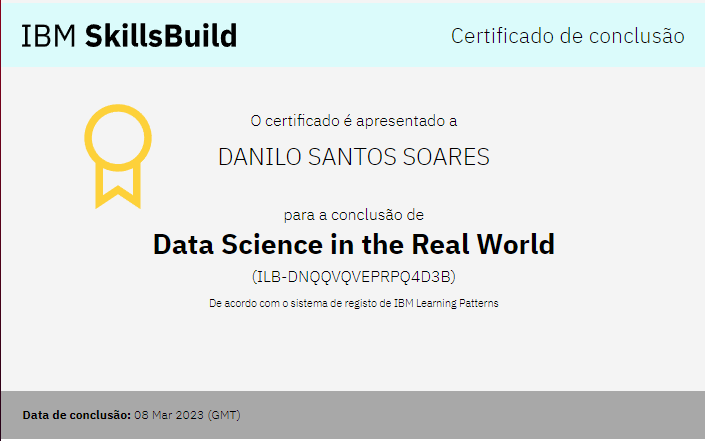 IBM SkillsBuild
Certificado de conclusão
O certificado é apresentado a
DANILO SANTOS SOARES
para a conclusão de
Data Science in the Real World
(ILB-DNQQVQVEPRPQ4D3B)
De acordo com o sistema de registo de IBM Learning Patterns
Data de conclusão: 08 Mar 2023 (GMT)